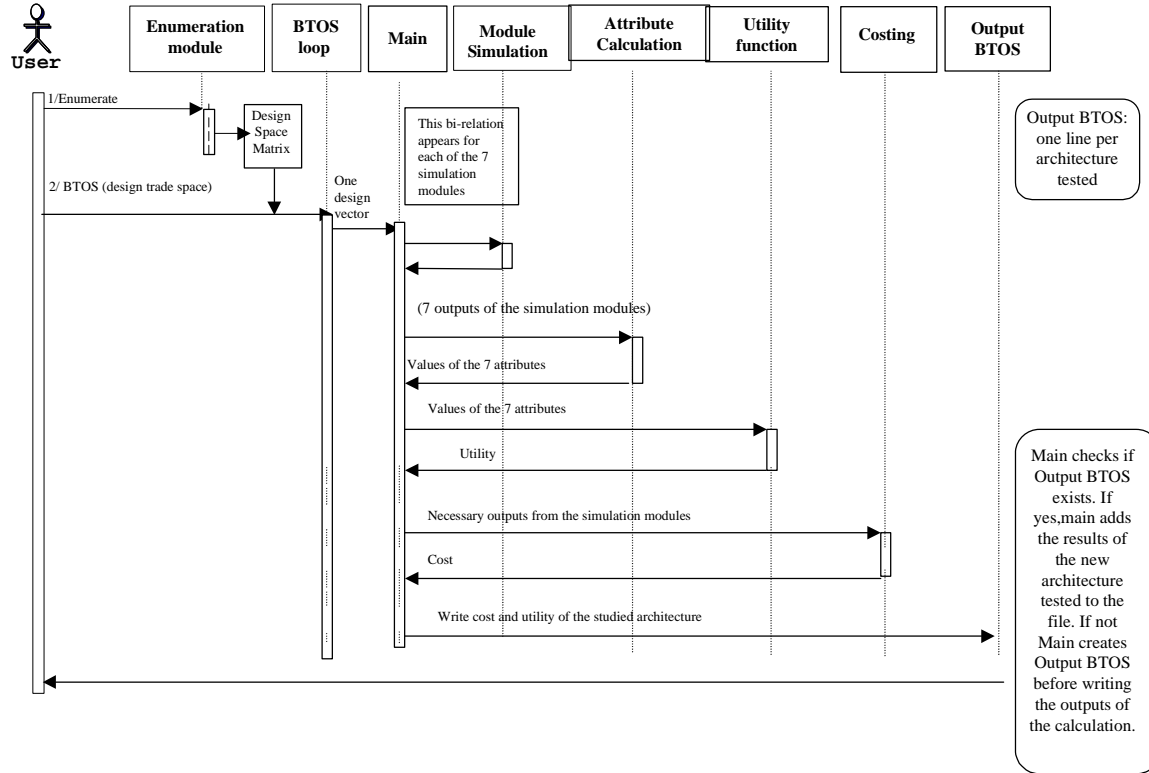 User
Enumeration
module
BTOS
loop
Main
Module
Simulation
Attribute
Calculation
Utility
function
Costing
Output
BTOS
1/Enumerate
Design
Space
Matrix
This bi-relation
appears for
each of the 7
simulation
modules
Output BTOS:
one line per
architecture
tested
2/ BTOS (design trade space)
One
design
vector
(7 outputs of the simulation modules)
Values of the 7 attributes
Values of the 7 attributes
Utility
Necessary outputs from the simulation modules
Cost
Write cost and utility of the studied architecture
Main checks if
Output BTOS
exists. If
yes,main adds
the results of
the new
architecture
tested to the
file. If not
Main creates
Output BTOS
before writing
the outputs of
the calculation.